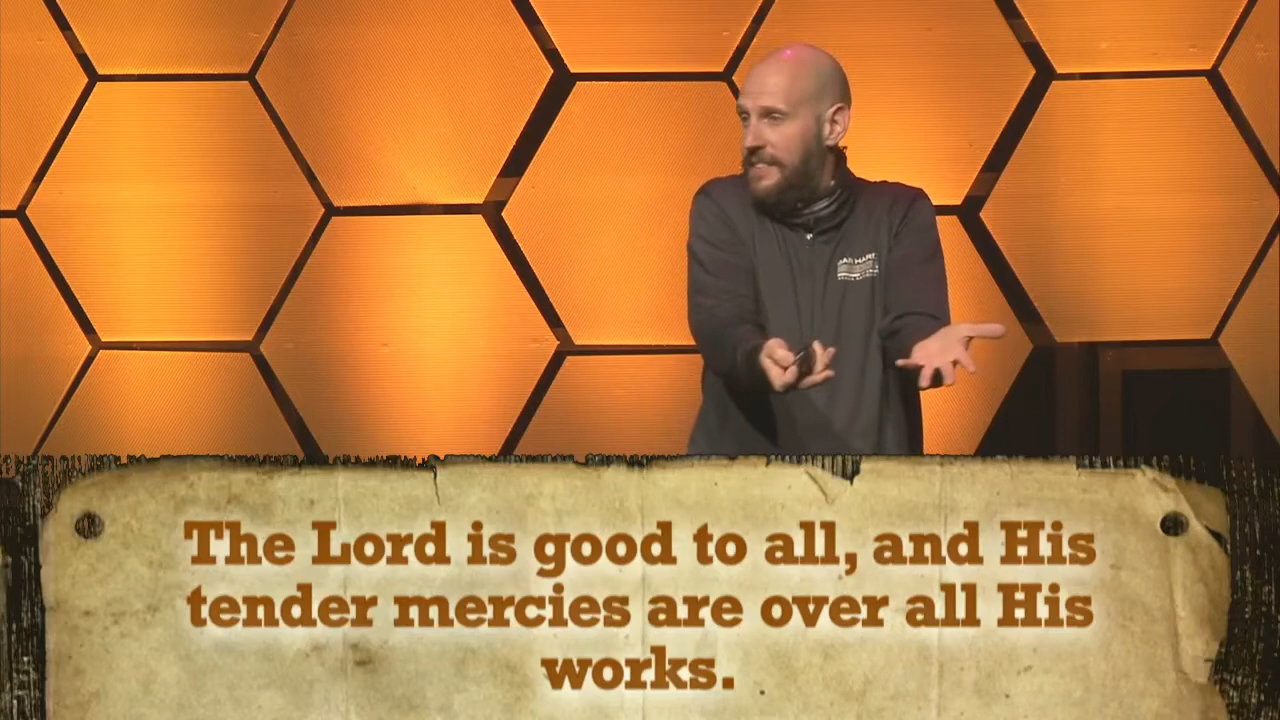 The Lord is good to all, and His
tender mercies are over all His
works.